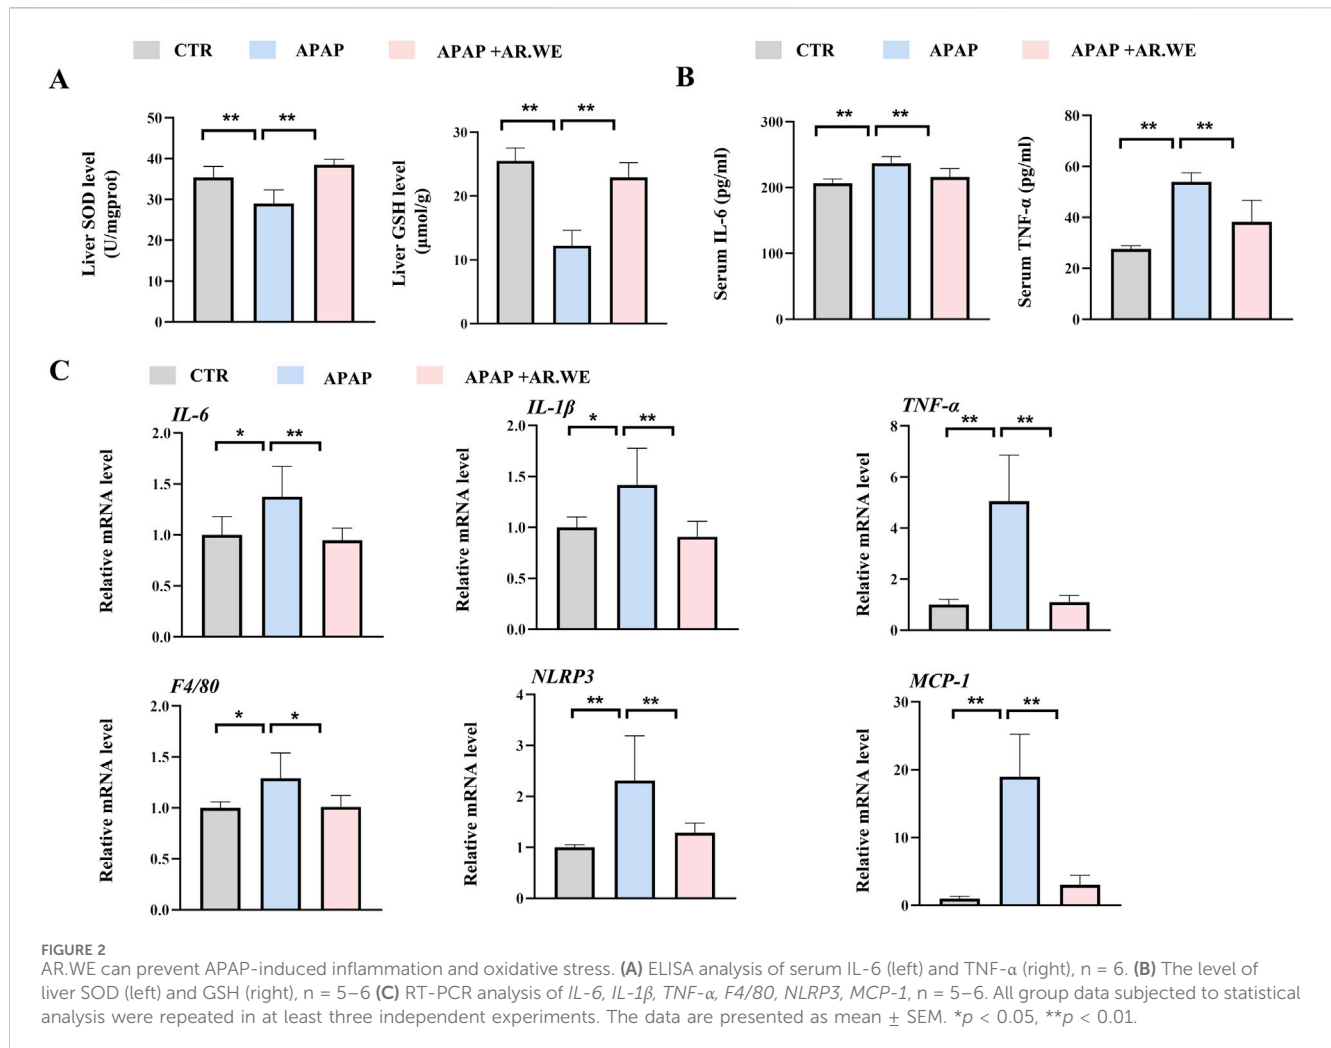 CTR APAP APAP +AR.WE
CTR APAP APAP +AR.WE
A
** **
50
40
30
20
10
0
Liver SOD level
(U/mgprot)
** **
30
20
10
0
Liver GSH level
(μmol/g)
B
** **
300
200
100
0
Serum IL-6 (pg/ml)
** **
80
60
40
20
0
Serum TNF-α (pg/ml)
C
CTR APAP APAP +AR.WE
IL-6
* **
2.0
1.5
1.0
0.5
0.0
Relative mRNA level
IL-1β
* **
2.0
1.5
1.0
0.5
0.0
Relative mRNA level
TNF-α
** **
8
6
4
2
0
Relative mRNA level
F4/80
* *
2.0
1.5
1.0
0.5
0.0
Relative mRNA level
NLRP3
** **
4
3
2
1
0
Relative mRNA level
MCP-1
** **
30
20
10
0
Relative mRNA level
FIGURE 2
AR.WE can prevent APAP-induced inflammation and oxidative stress. (A) ELISA analysis of serum IL-6 (left) and TNF-α (right), n = 6. (B) The level of
liver SOD (left) and GSH (right), n = 5–6 (C) RT-PCR analysis of IL-6, IL-1β, TNF-α, F4/80, NLRP3, MCP-1, n = 5–6. All group data subjected to statistical
analysis were repeated in at least three independent experiments. The data are presented as mean ± SEM. *p < 0.05, **p < 0.01.